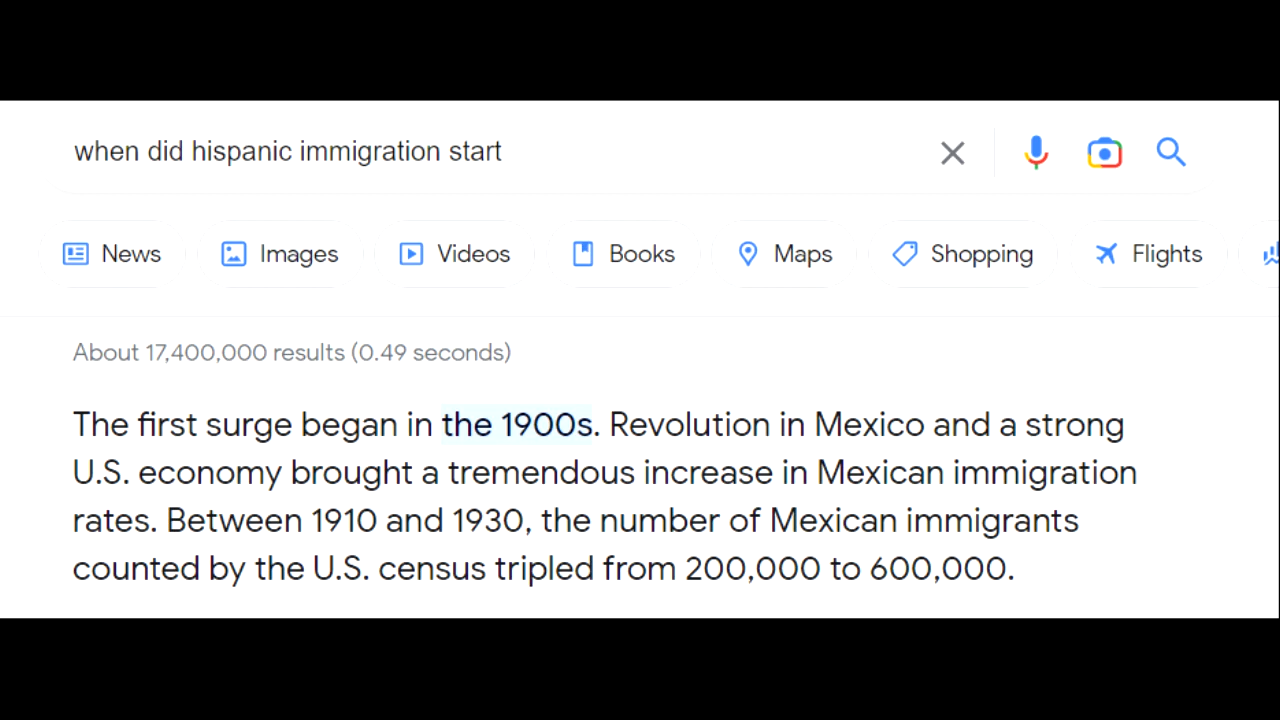 when did hispanic immigration start
News Images Videos Books Maps Shopping Flights
About 17,400,000 results (0.49 seconds)
The first surge began in the 1900s. Revolution in Mexico and a strong
U.S. economy brought a tremendous increase in Mexican immigration
rates. Between 1910 and 1930, the number of Mexican immigrants
counted by the U.S. census tripled from 200,000 to 600,000.